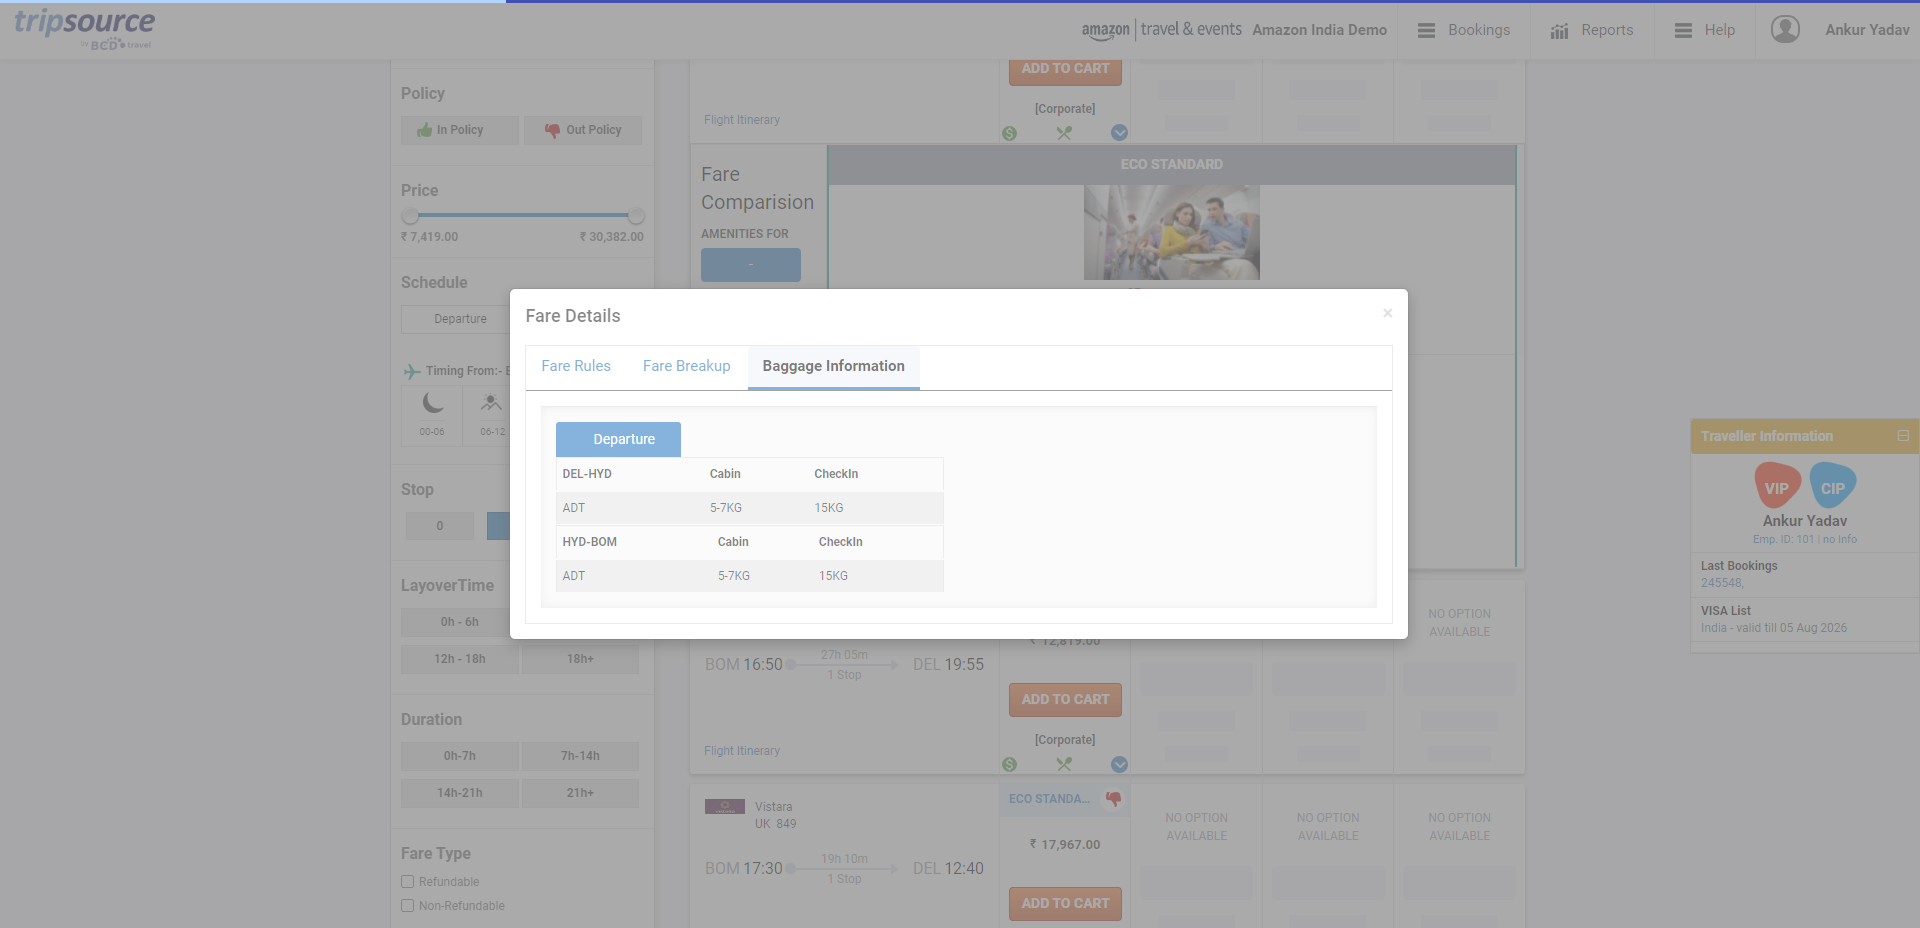 tripsource
TO BCD travel
amazon travel & events Amazon India Demo
Bookings
Reports
Help
Ankur Yadav
Policy
In Policy
Out Policy
Price
₹ 7,419.00
₹ 30,382.00
Schedule
Departure
Timing From:-
00-06
06-12
Stop
0
LayoverTime
0h - 6h
12h - 18h
18h+
Duration
0h-7h
7h-14h
14h-21h
21h+
Fare Type
Refundable
Non-Refundable
ADD TO CART
[Corporate]
Flight Itinerary
Fare
Comparision
AMENITIES FOR
-
ECO STANDARD
Fare Details
×
Fare Rules
Fare Breakup
Baggage Information
Departure
DEL-HYD Cabin CheckIn
ADT 5-7KG 15KG
HYD-BOM Cabin CheckIn
ADT 5-7KG 15KG
₹ 12,819.00
NO OPTION
AVAILABLE
BOM 16:50
27h 05m
1 Stop
DEL 19:55
ADD TO CART
[Corporate]
Flight Itinerary
Vistara
UK 849
ECO STANDA...
₹ 17,967.00
NO OPTION
AVAILABLE
NO OPTION
AVAILABLE
NO OPTION
AVAILABLE
BOM 17:30
19h 10m
1 Stop
DEL 12:40
ADD TO CART
Traveller Information
VIP
CIP
Ankur Yadav
Emp. ID: 101 | no Info
Last Bookings
245548,
VISA List
India - valid till 05 Aug 2026